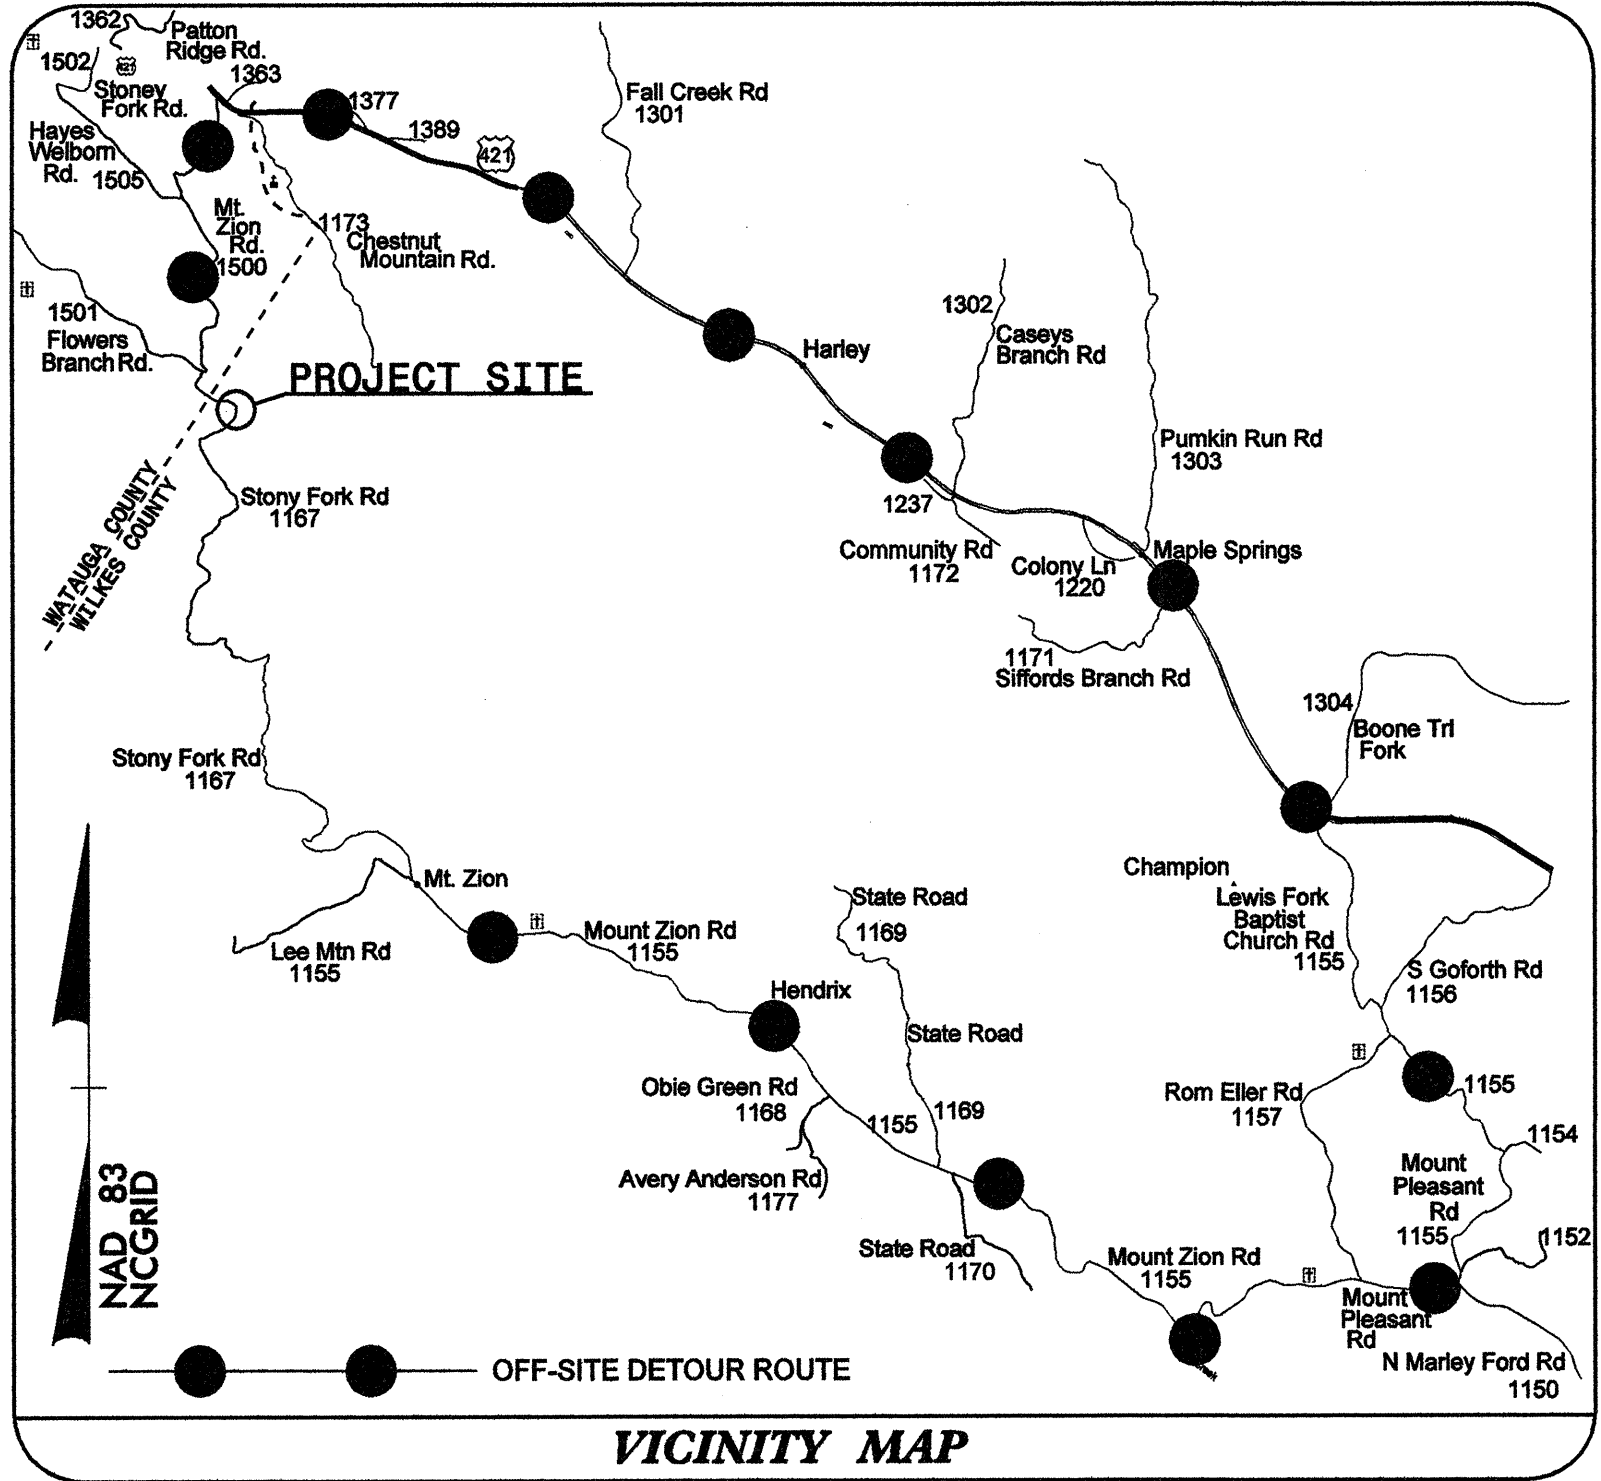 1362
Patton
Ridge Rd.
1502
421
1363
Stoney
Fork Rd.
1377
1389
421
Hayes
Welborn
Rd.
1505
Fall Creek Rd
1301
Mt.
Zion
Rd.
1500
1173
Chestnut
Mountain Rd.
1501
Flowers
Branch Rd.
1302
Caseys
Branch Rd
Harley
PROJECT SITE
Pumkin Run Rd
1303
WATAUGA COUNTY
WILKES COUNTY
Stony Fork Rd
1167
1237
Community Rd
1172
Colony Ln
1220
Maple Springs
1171
Siffords Branch Rd
1304
Boone Trl
Fork
Stony Fork Rd
1167
Mt. Zion
Champion
Lewis Fork
Baptist
Church Rd
1155
State Road
1169
Mount Zion Rd
1155
Lee Mtn Rd
1155
S Goforth Rd
1156
Hendrix
State Road
Obie Green Rd
1168
1155
1169
Rom Eller Rd
1157
1155
1154
Avery Anderson Rd
1177
Mount
Pleasant
Rd
1155
1152
State Road
1170
Mount Zion Rd
1155
Mount
Pleasant
Rd
N Marley Ford Rd
1150
NAD 83
NCGRID
OFF-SITE DETOUR ROUTE
VICINITY MAP